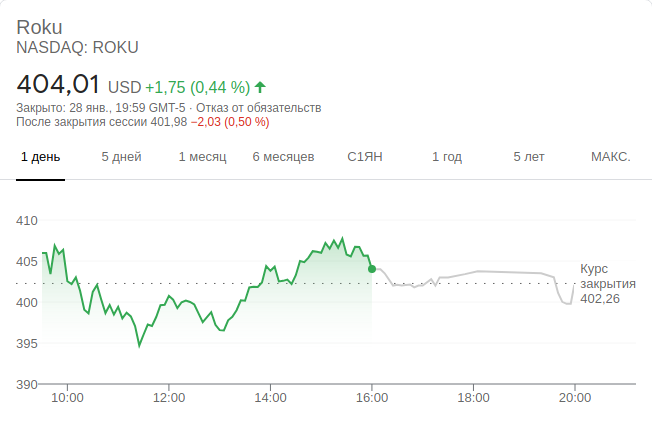 Roku
NASDAQ: ROKU
404,01 USD +1,75 (0,44 %)
Закрыто: 28 янв., 19:59 GMT-5 · Отказ от обязательств
После закрытия сессии 401,98 −2,03 (0,50 %)
1 день 5 дней 1 месяц 6 месяцев С1ЯН 1 год 5 лет МАКС.
410
405
400
395
390
Курс
закрытия
402,26
10:00 12:00 14:00 16:00 18:00 20:00